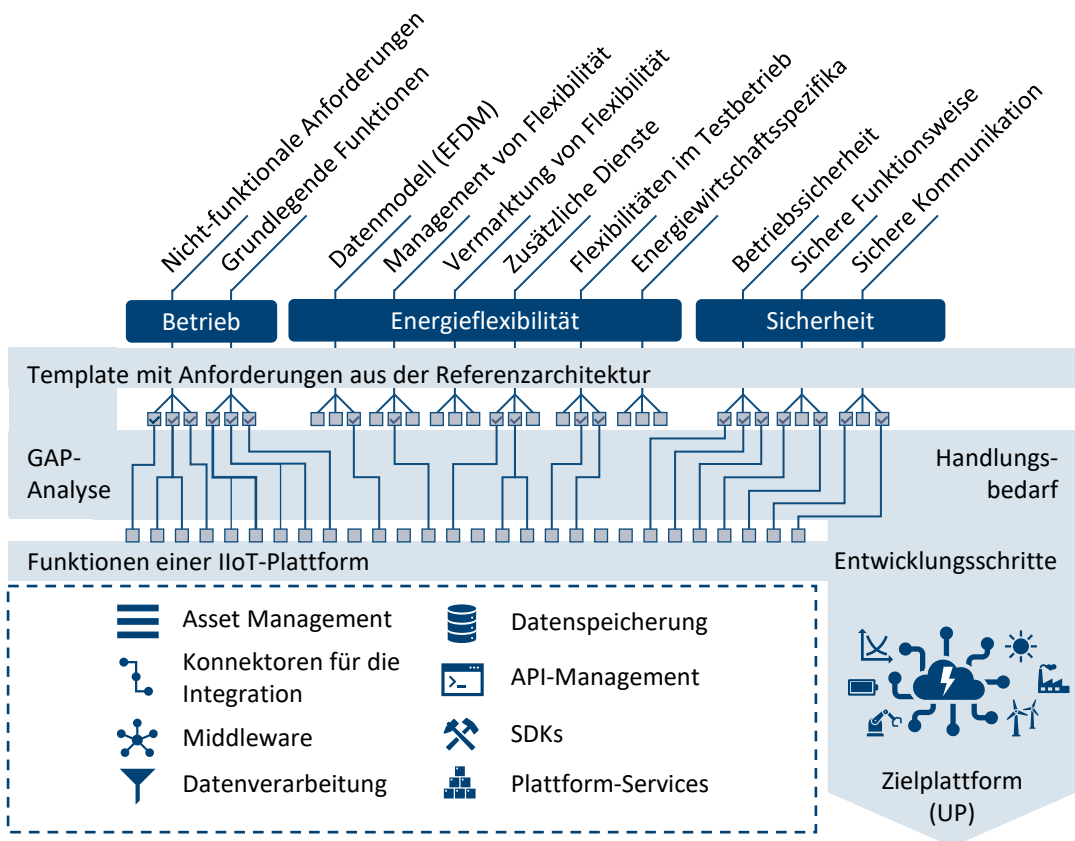 Nicht-funktionale Anforderungen
Grundlegende Funktionen
Datenmodell (EFDM)
Management von Flexibilität
Vermarktung von Flexibilität
Zusätzliche Dienste
Flexibilitäten im Testbetrieb
Energiewirtschaftsspezifika
Betriebssicherheit
Sichere Funktionsweise
Sichere Kommunikation
Betrieb
Energieflexibilität
Sicherheit
Template mit Anforderungen aus der Referenzarchitektur
GAP-
Analyse
Handlungs-
bedarf
Funktionen einer IIoT-Plattform
Entwicklungsschritte
Asset Management
Konnektoren für die
Integration
Middleware
Datenverarbeitung
Datenspeicherung
API-Management
SDKs
Plattform-Services
Zielplattform
(UP)